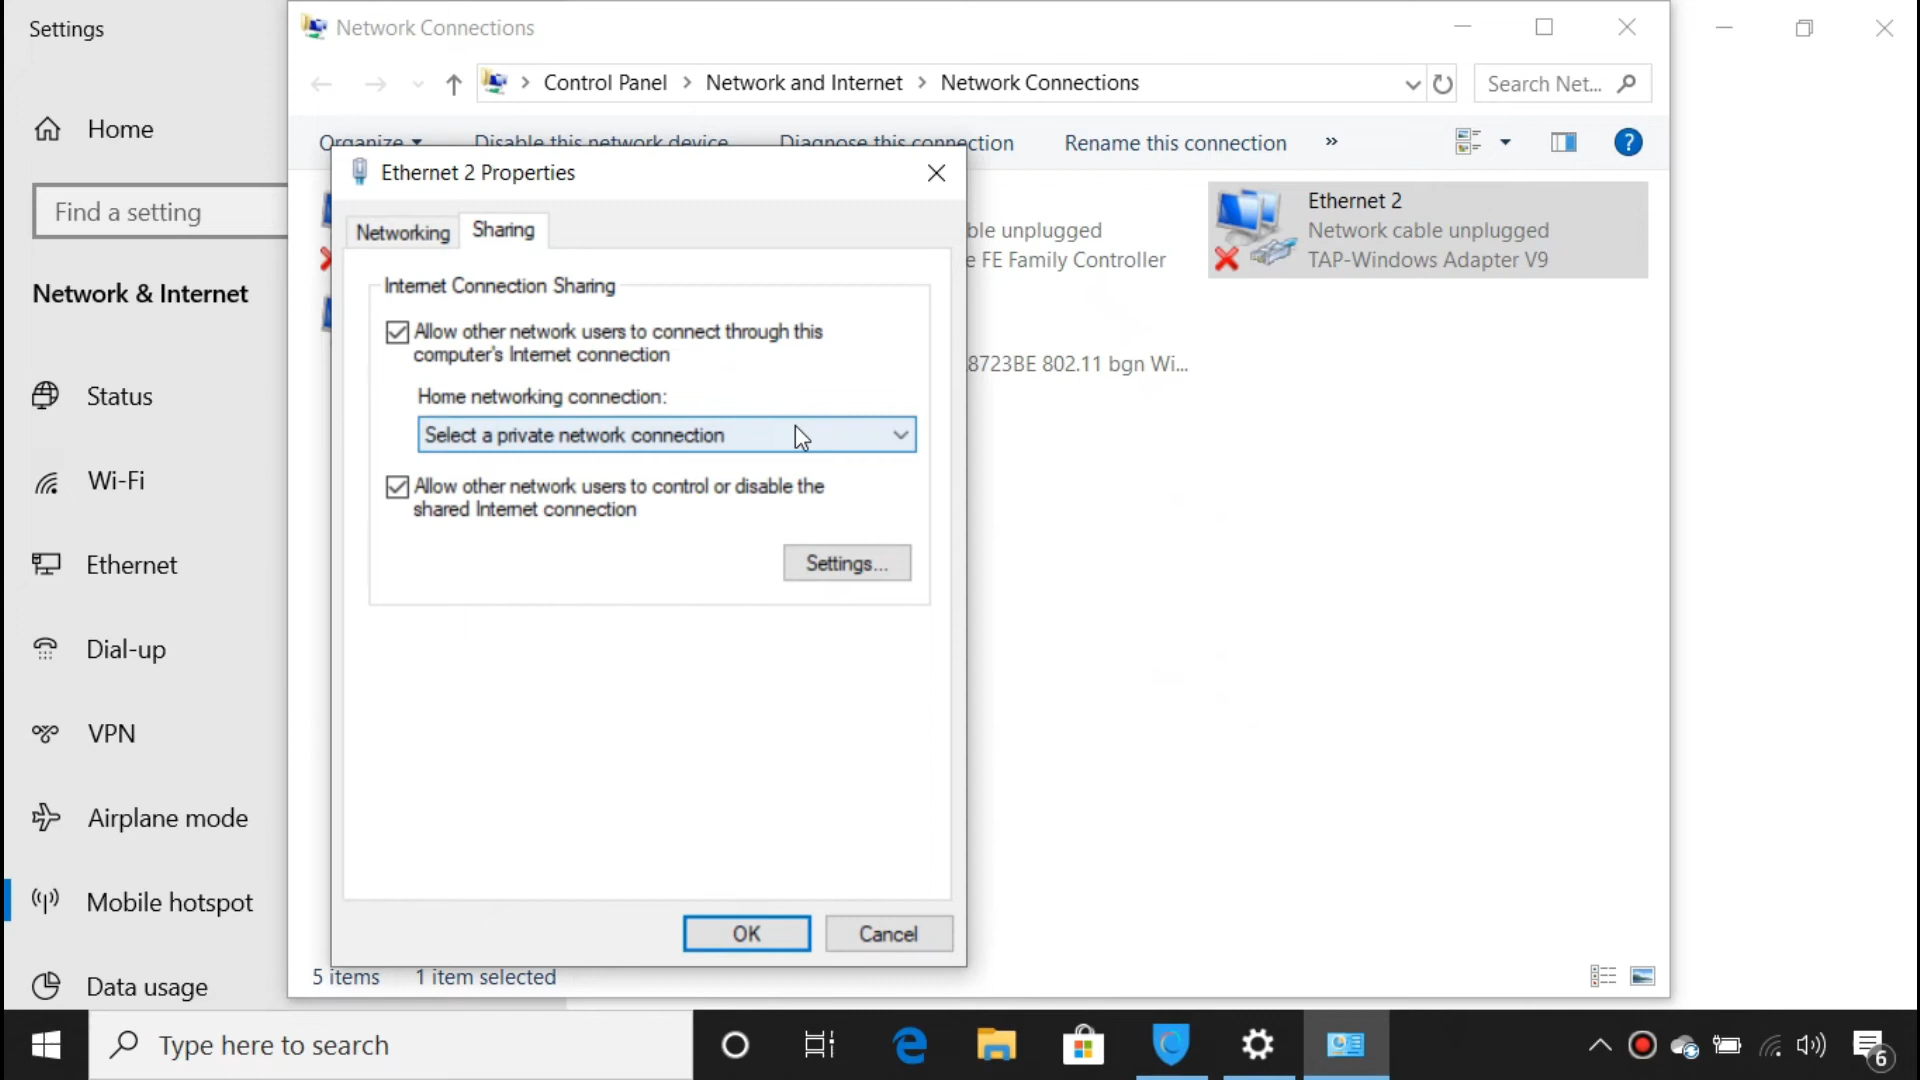 Settings
Home
Find a setting
Network & Internet
Status
Wi-Fi
Ethernet
Dial-up
VPN
Airplane mode
Mobile hotspot
Data usage
Network Connections
Control Panel > Network and Internet > Network Connections
Search Net...
Organize
Disable this network device
Diagnose this connection
Rename this connection
»
Ethernet 2 Properties
Networking
Sharing
Internet Connection Sharing
Allow other network users to connect through this
computer's Internet connection
Home networking connection:
Select a private network connection
Allow other network users to control or disable the
shared Internet connection
Settings...
OK
Cancel
ble unplugged
e FE Family Controller
8723BE 802.11 bgn Wi...
Ethernet 2
Network cable unplugged
TAP-Windows Adapter V9
5 items
1 item selected
Type here to search
6